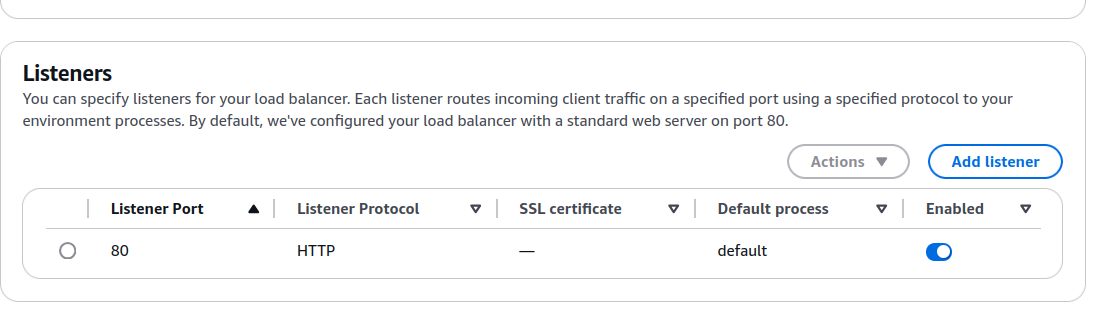 Listeners
You can specify listeners for your load balancer. Each listener routes incoming client traffic on a specified port using a specified protocol to your
environment processes. By default, we've configured your load balancer with a standard web server on port 80.
Actions Add listener
Listener Port Listener Protocol SSL certificate Default process Enabled
80 HTTP — default